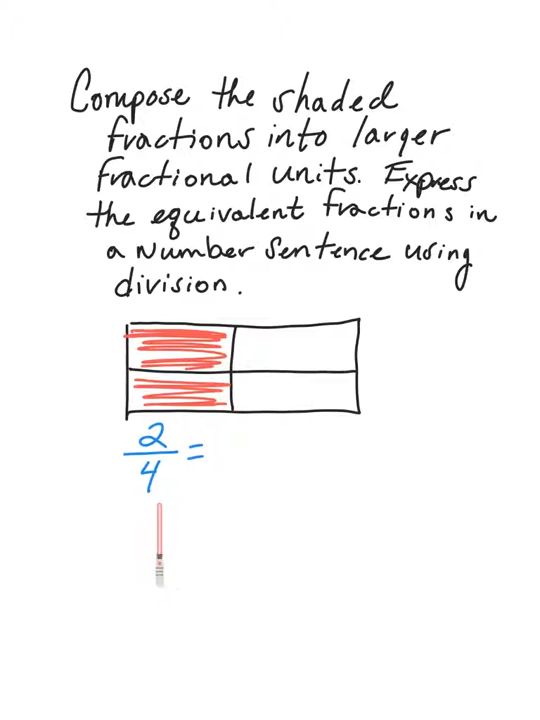 Compose the shaded
fractions into larger
fractional units. Express
the equivalent fractions in
a number sentence using
division.
2/4 =